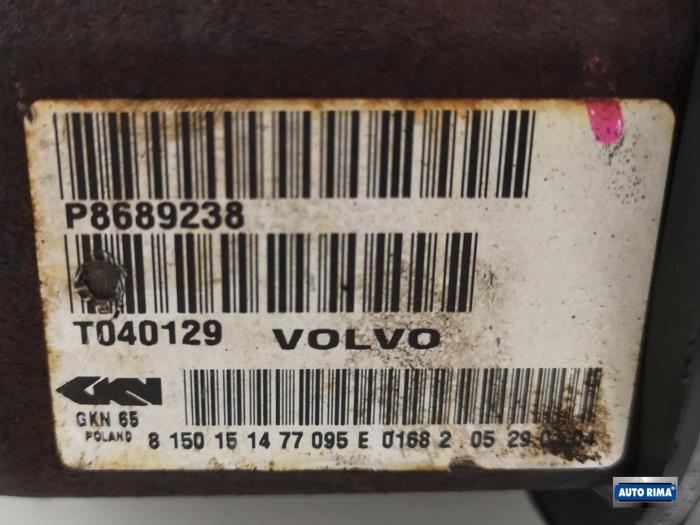 P8689238
T040129 VOLVO
GKN
GKN 65
POLAND
8 150 15 14 77 095 E 0168 2 05 29 04
AUTO RIMA